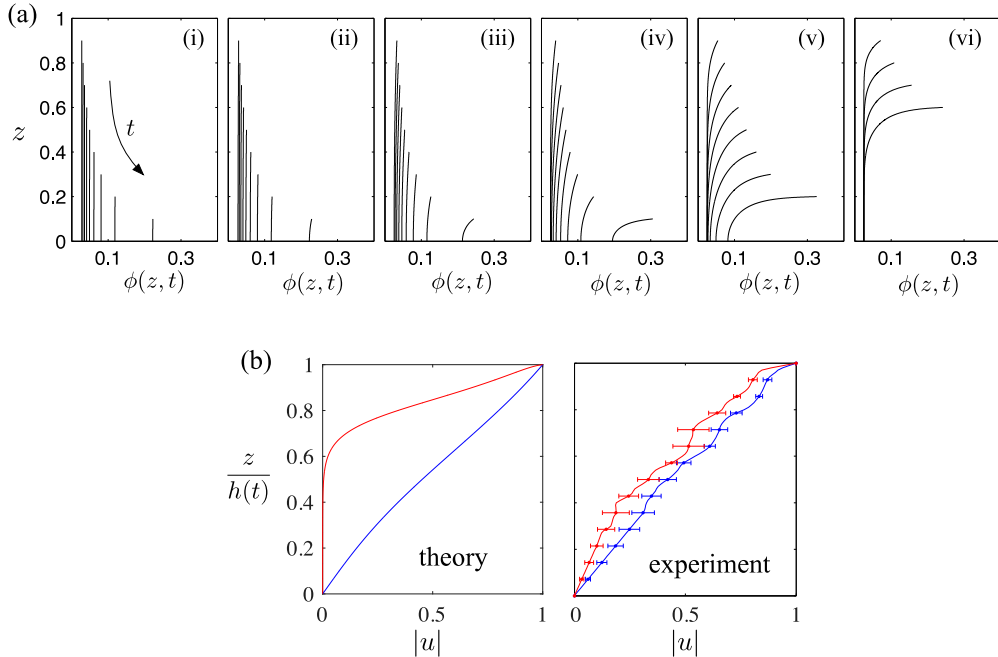 (a)
(i) (ii) (iii) (iv) (v) (vi)
1
0.8
0.6
z
t
0.4
0.2
0
0.1 0.3 0.1 0.3 0.1 0.3 0.1 0.3 0.1 0.3 0.1 0.3
ϕ(z, t) ϕ(z, t) ϕ(z, t) ϕ(z, t) ϕ(z, t) ϕ(z, t)
(b)
1
0.8
0.6
z
h(t)
0.4
0.2
0
theory experiment
0 0.5 1 0 0.5 1
|u| |u|